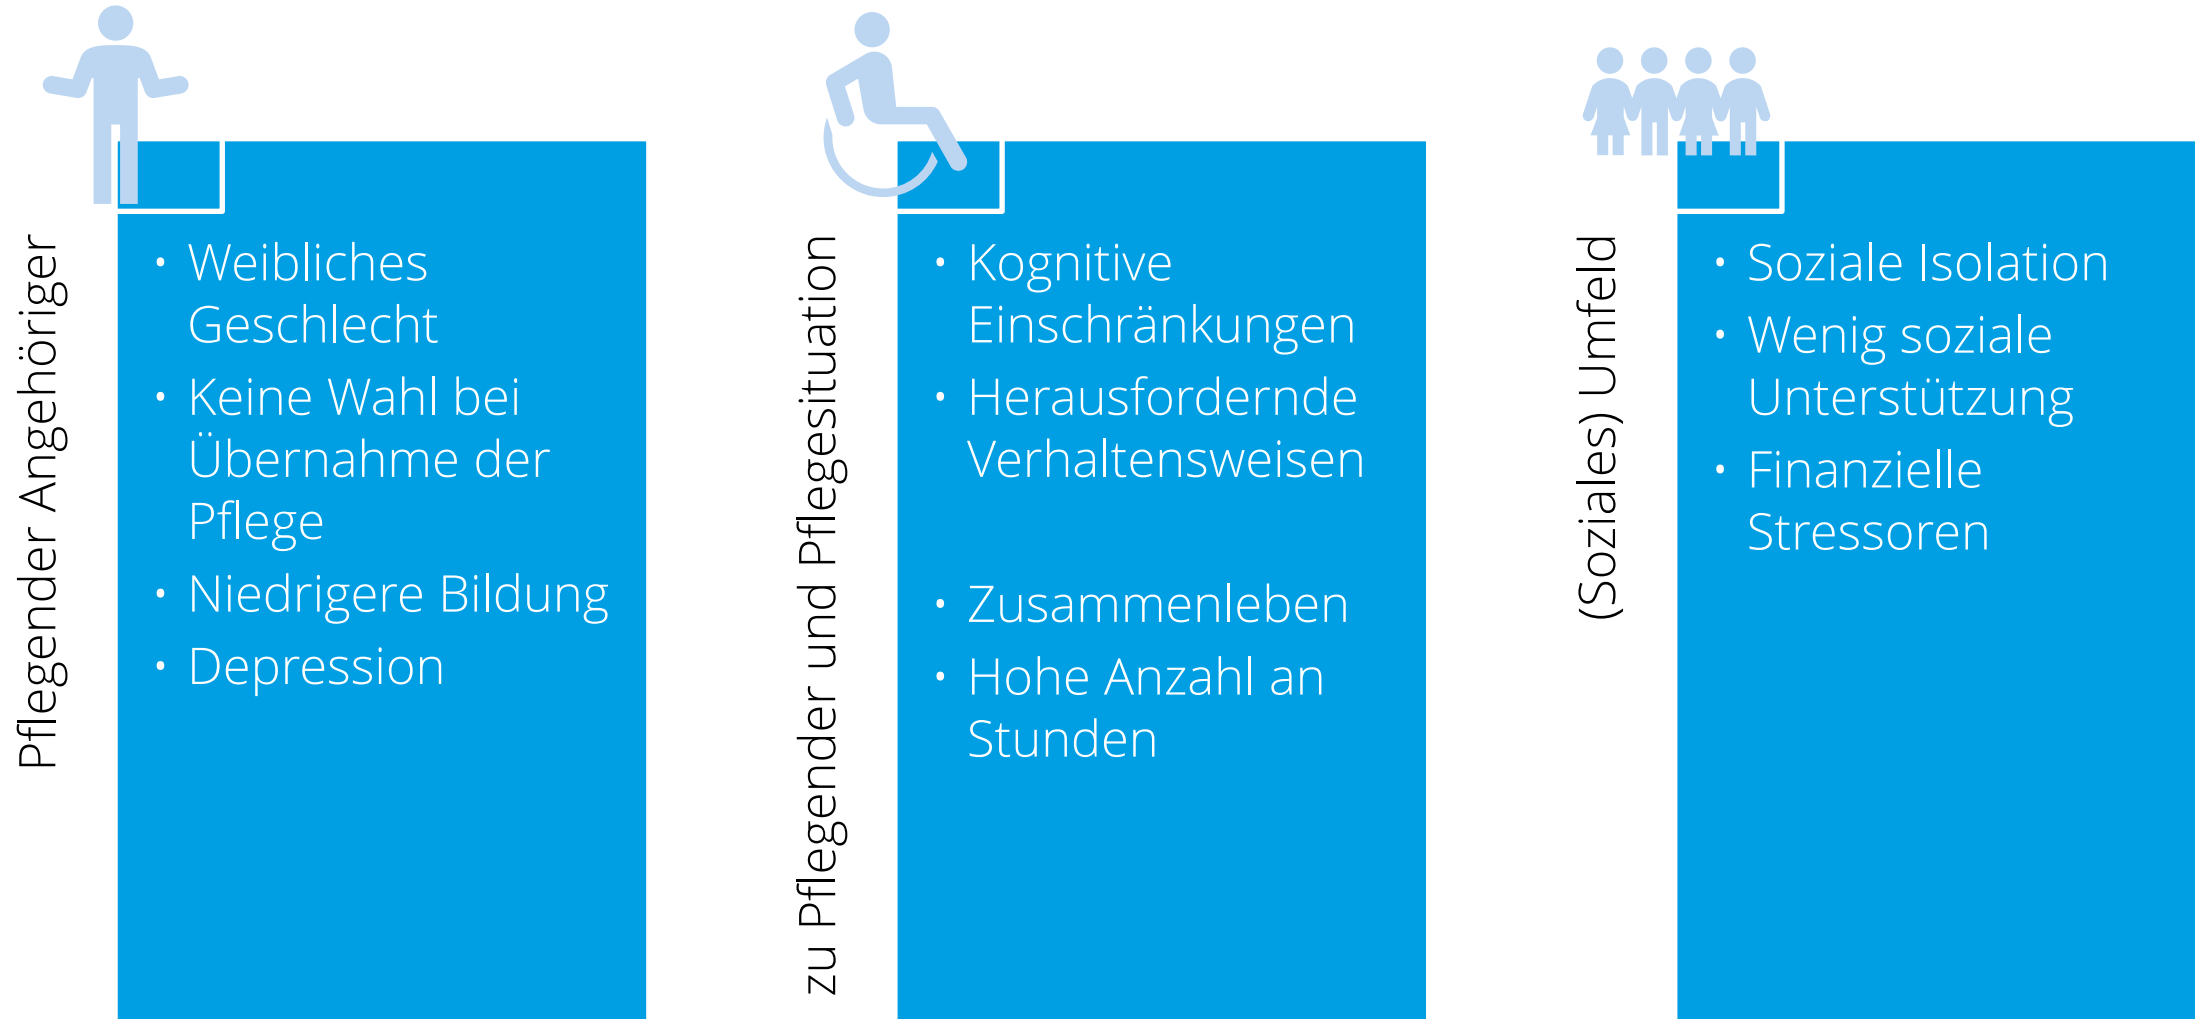 Pflegender Angehöriger
• Weibliches
Geschlecht
• Keine Wahl bei
Übernahme der
Pflege
• Niedrigere Bildung
• Depression
zu Pflegender und Pflegesituation
• Kognitive
Einschränkungen
• Herausfordernde
Verhaltensweisen
• Zusammenleben
• Hohe Anzahl an
Stunden
(Soziales) Umfeld
• Soziale Isolation
• Wenig soziale
Unterstützung
• Finanzielle
Stressoren